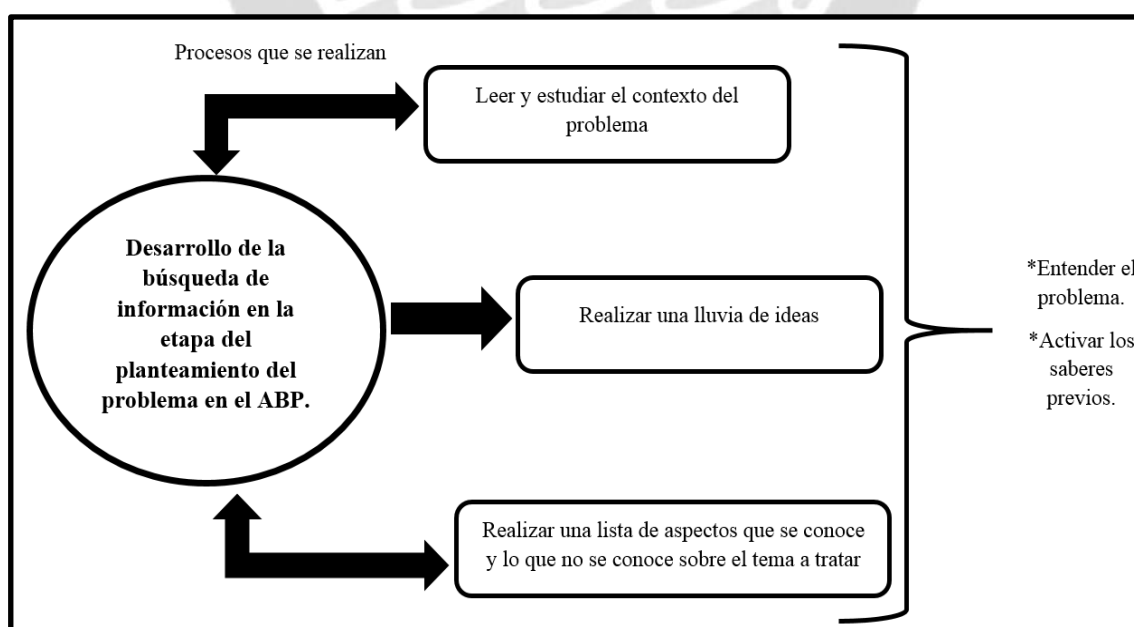 Procesos que se realizan
Leer y estudiar el contexto del
problema
Desarrollo de la
búsqueda de
información en la
etapa del
planteamiento del
problema en el ABP.
Realizar una lluvia de ideas
Realizar una lista de aspectos que se conoce
y lo que no se conoce sobre el tema a tratar
*Entender el
problema.
*Activar los
saberes
previos.